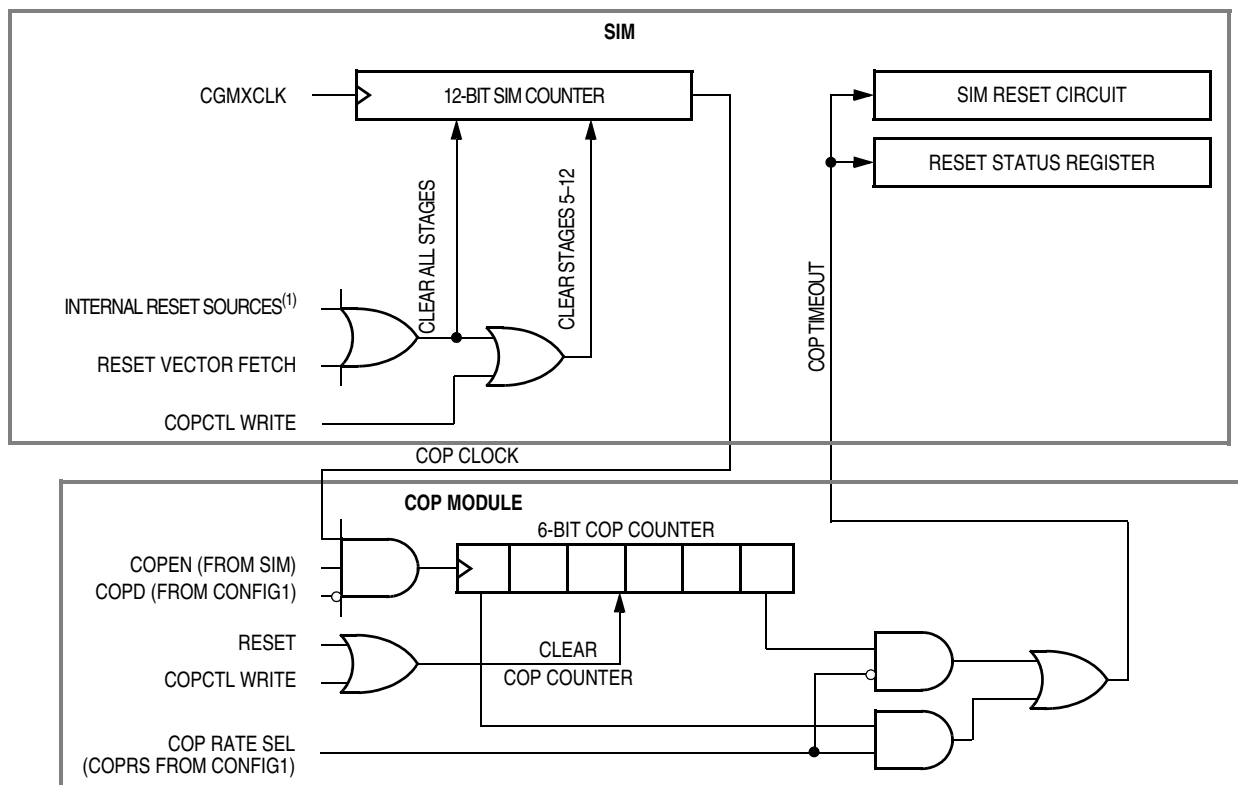 SIM
CGMXCLK
12-BIT SIM COUNTER
SIM RESET CIRCUIT
RESET STATUS REGISTER
CLEAR ALL STAGES
CLEAR STAGES 5–12
COP TIMEOUT
INTERNAL RESET SOURCES(1)
RESET VECTOR FETCH
COPCTL WRITE
COP CLOCK
COP MODULE
6-BIT COP COUNTER
COPEN (FROM SIM)
COPD (FROM CONFIG1)
RESET
COPCTL WRITE
CLEAR
COP COUNTER
COP RATE SEL
(COPRS FROM CONFIG1)